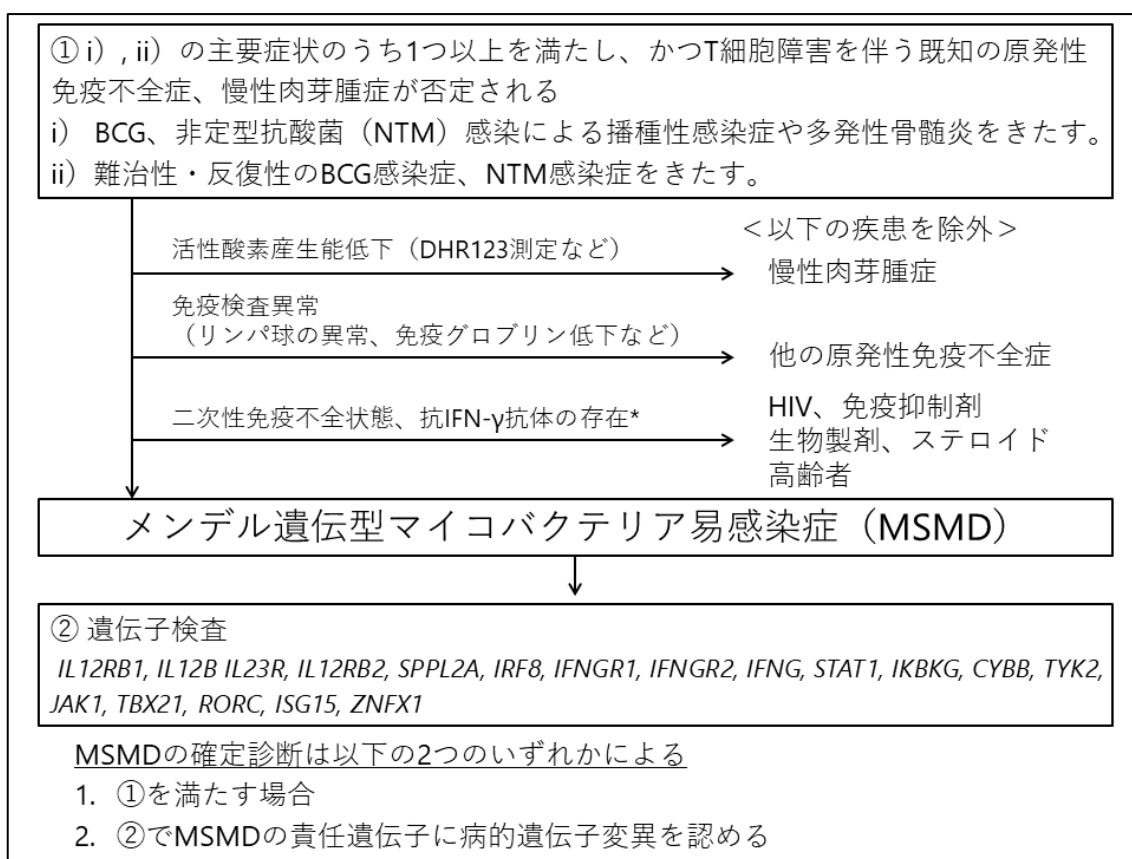 ① i）, ii）の主要症状のうち1つ以上を満たし、かつT細胞障害を伴う既知の原発性
免疫不全症、慢性肉芽腫症が否定される
i） BCG、非定型抗酸菌（NTM）感染による播種性感染症や多発性骨髄炎をきたす。
ii）難治性・反復性のBCG感染症、NTM感染症をきたす。
＜以下の疾患を除外＞
活性酸素産生能低下（DHR123測定など）
慢性肉芽腫症
免疫検査異常
（リンパ球の異常、免疫グロブリン低下など）
他の原発性免疫不全症
二次性免疫不全状態、抗IFN-γ抗体の存在*
HIV、免疫抑制剤
生物製剤、ステロイド
高齢者
メンデル遺伝型マイコバクテリア易感染症（MSMD）
② 遺伝子検査
IL12RB1, IL12B IL23R, IL12RB2, SPPL2A, IRF8, IFNGR1, IFNGR2, IFNG, STAT1, IKBKG, CYBB, TYK2,
JAK1, TBX21, RORC, ISG15, ZNFX1
MSMDの確定診断は以下の2つのいずれかによる
1. ①を満たす場合
2. ②でMSMDの責任遺伝子に病的遺伝子変異を認める